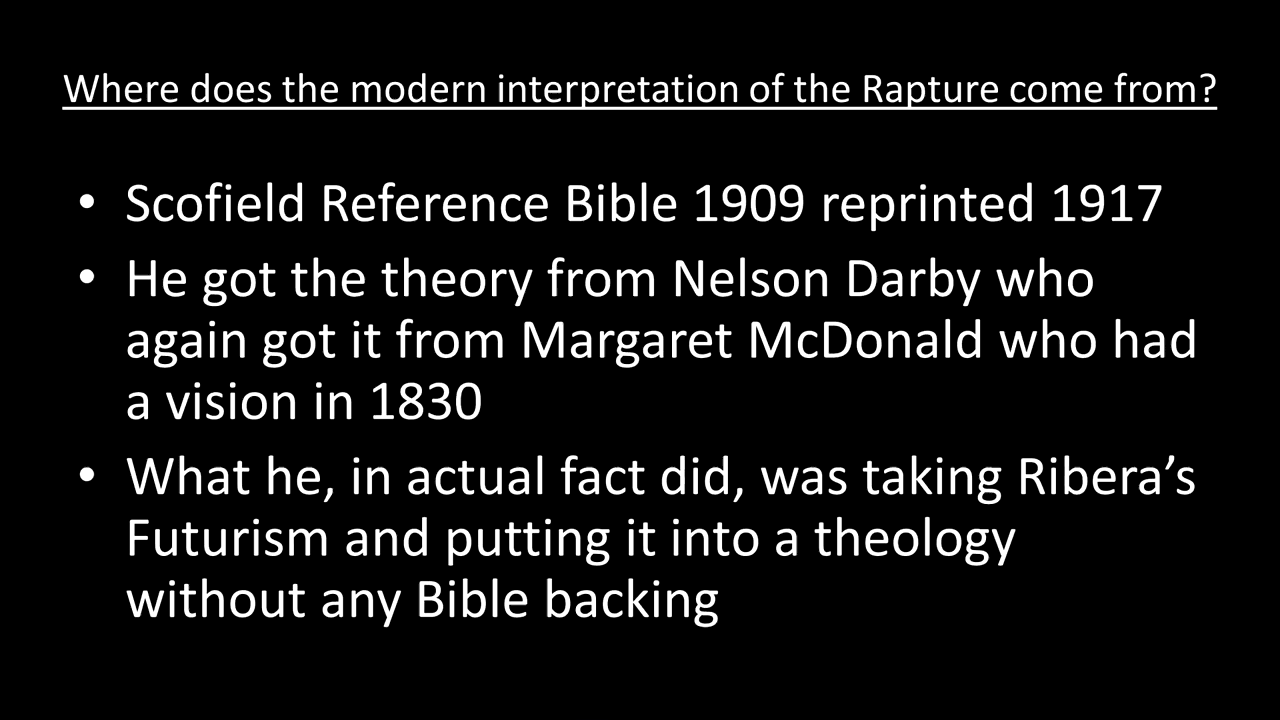 Where does the modern interpretation of the Rapture come from?
• Scofield Reference Bible 1909 reprinted 1917
• He got the theory from Nelson Darby who
again got it from Margaret McDonald who had
a vision in 1830
• What he, in actual fact did, was taking Ribera’s
Futurism and putting it into a theology
without any Bible backing